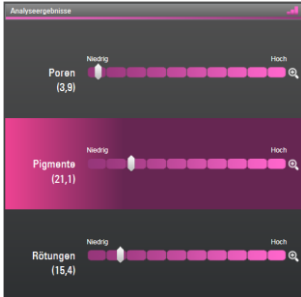 Analyseergebnisse
Niedrig Hoch
Poren
(3,9)
Niedrig Hoch
Pigmente
(21,1)
Niedrig Hoch
Rötungen
(15,4)